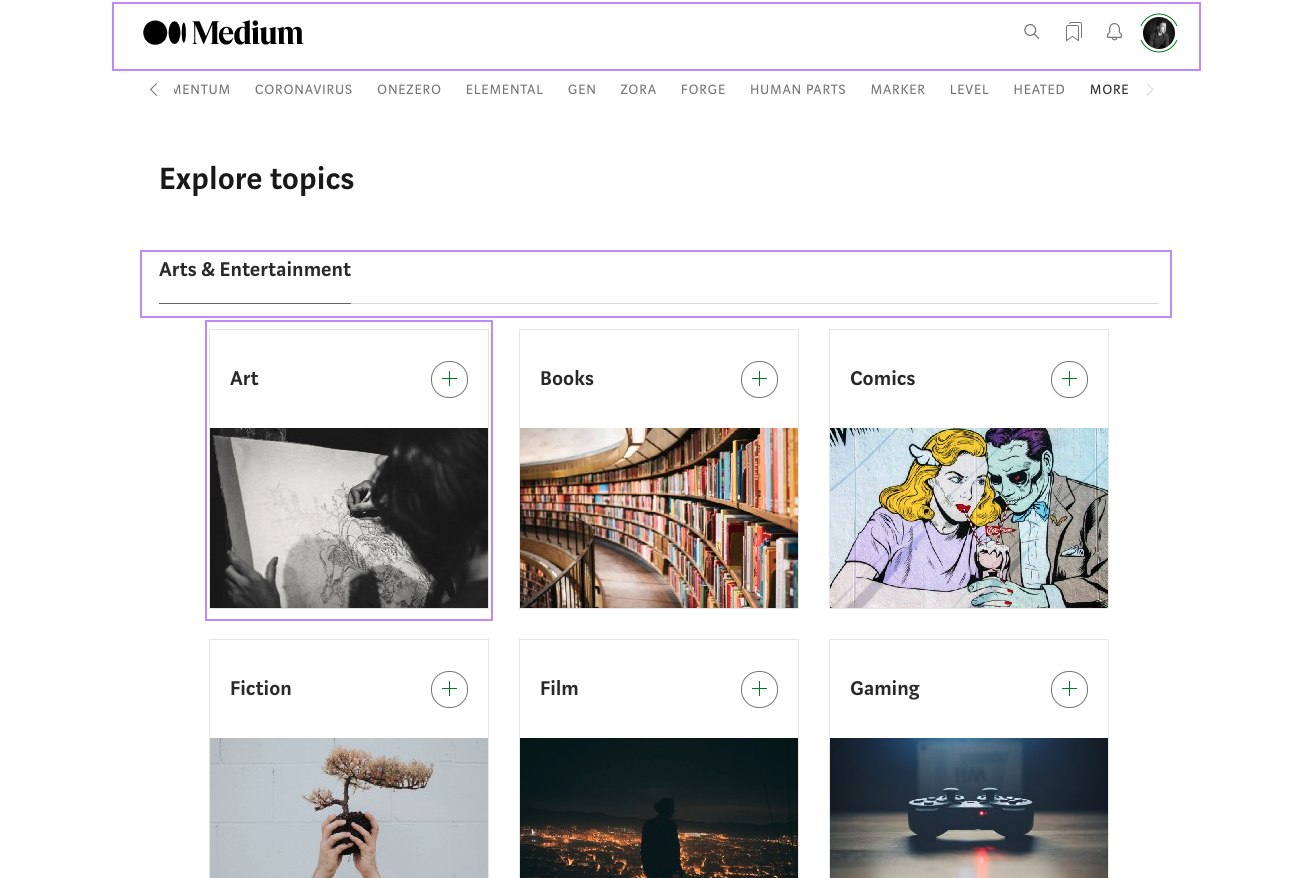 Medium
MENTUM CORONAVIRUS ONEZERO ELEMENTAL GEN ZORA FORGE HUMAN PARTS MARKER LEVEL HEATED MORE
Explore topics
Arts & Entertainment
Art Books Comics
Fiction Film Gaming